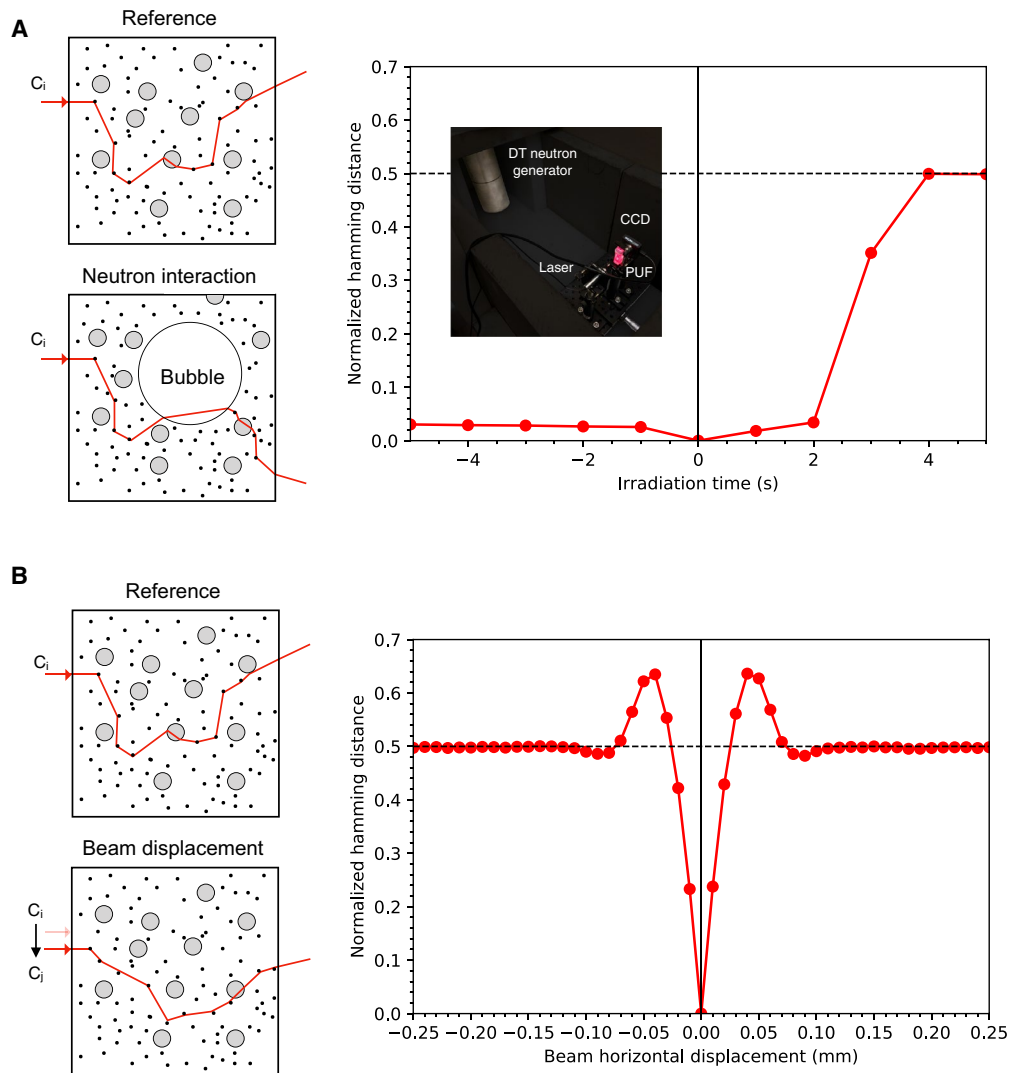 A
Reference
Cᵢ
Neutron interaction
Cᵢ
Bubble
Normalized hamming distance
0.7
0.6
0.5
0.4
0.3
0.2
0.1
0.0
DT neutron
generator
CCD
Laser
PUF
−4 −2 0 2 4
Irradiation time (s)
B
Reference
Cᵢ
Beam displacement
Cᵢ
Cⱼ
Normalized hamming distance
0.7
0.6
0.5
0.4
0.3
0.2
0.1
0.0
−0.25 −0.20 −0.15 −0.10 −0.05 0.00 0.05 0.10 0.15 0.20 0.25
Beam horizontal displacement (mm)